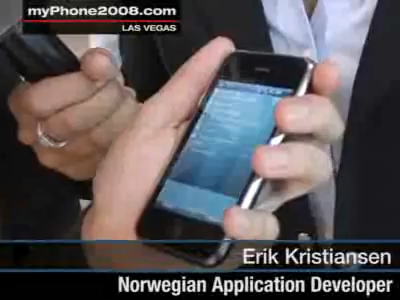 myPhone2008.com
LAS VEGAS
Erik Kristiansen
Norwegian Application Developer